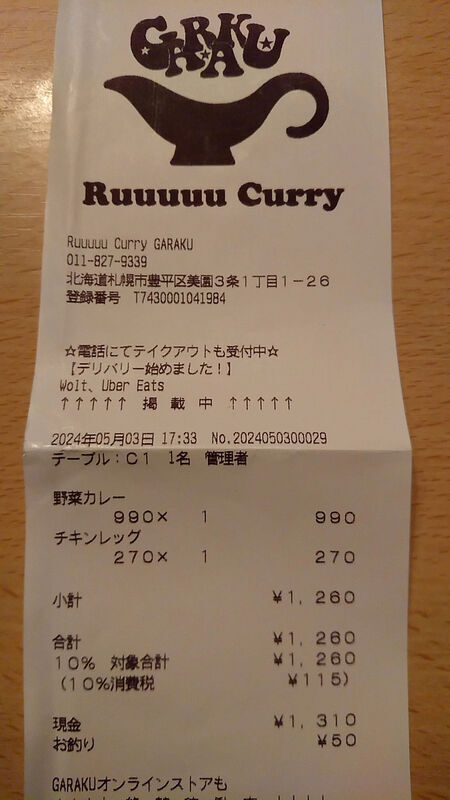 GARAKU
Ruuuuu Curry
Ruuuuu Curry GARAKU
011-827-9339
北海道札幌市豊平区美園3条1丁目1-26
登録番号 T7430001041984
☆電話にてテイクアウトも受付中☆
【デリバリー始めました!】
Wolt、Uber Eats
↑↑↑↑↑ 掲 載 中 ↑↑↑↑↑
2024年05月03日 17:33 No.2024050300029
テーブル:C1 1名 管理者
野菜カレー
990× 1 990
チキンレッグ
270× 1 270
小計 ¥1,260
合計 ¥1,260
10% 対象合計 ¥1,260
(10%消費税 ¥115)
現金 ¥1,310
お釣り ¥50
GARAKUオンラインストアも